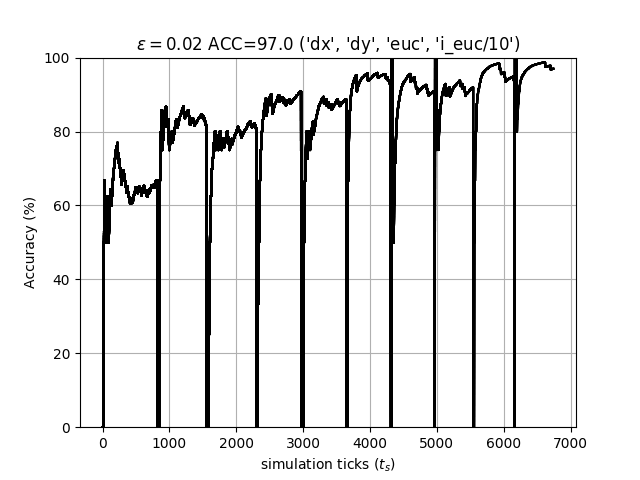 ε = 0.02 ACC=97.0 ('dx', 'dy', 'euc', 'i_euc/10')
100
80
60
40
20
0
Accuracy (%)
0 1000 2000 3000 4000 5000 6000 7000
simulation ticks (tₛ)